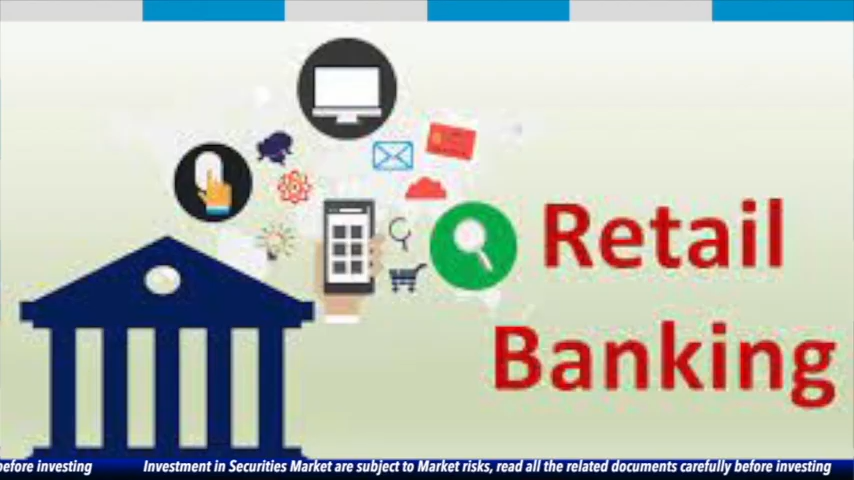 Retail
Banking
before investing Investment in Securities Market are subject to Market risks, read all the related documents carefully before investing